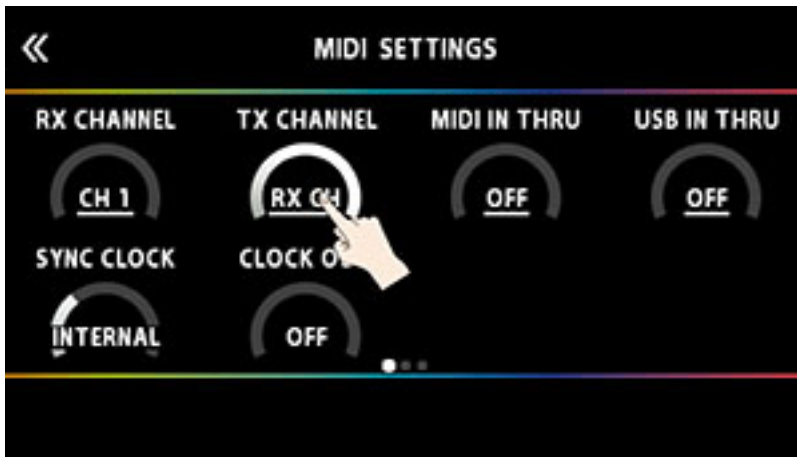 MIDI SETTINGS
RX CHANNEL TX CHANNEL MIDI IN THRU USB IN THRU
CH 1 RX CH OFF OFF
SYNC CLOCK CLOCK
INTERNAL OFF